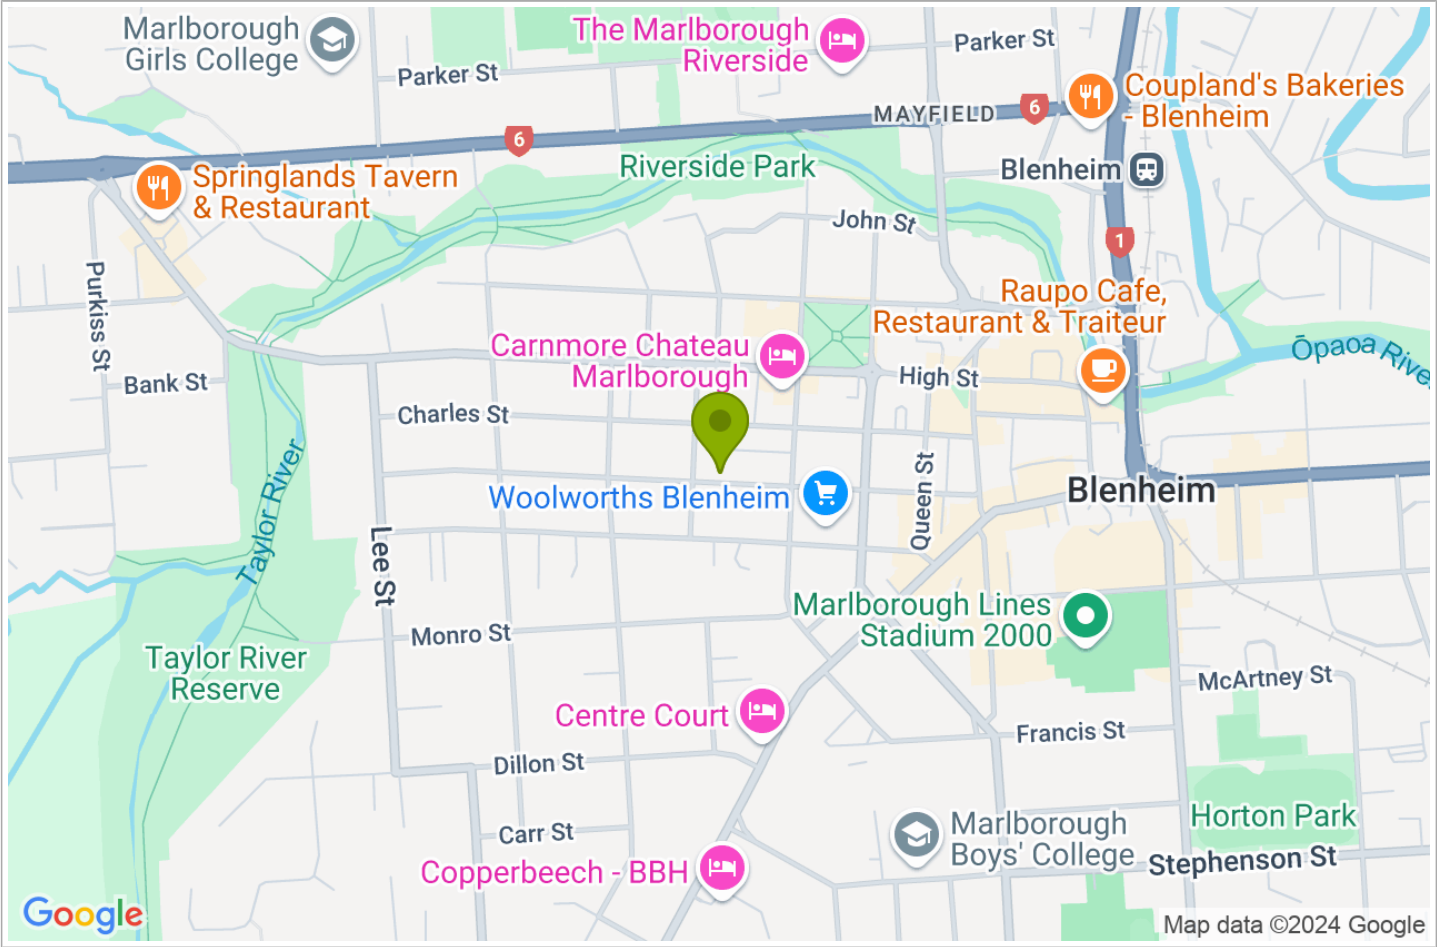 Marlborough
Girls College
The Marlborough
Riverside
Parker St
Parker St
Coupland's Bakeries
- Blenheim
MAYFIELD
6
6
Riverside Park
Blenheim
Springlands Tavern
& Restaurant
John St
1
Purkiss St
Raupo Cafe,
Restaurant & Traiteur
Carnmore Chateau
Marlborough
Ōpaoa River
High St
Bank St
Charles St
Taylor River
Woolworths Blenheim
Queen St
Blenheim
Lee St
Marlborough Lines
Stadium 2000
Monro St
Taylor River
Reserve
McArtney St
Centre Court
Francis St
Dillon St
Horton Park
Carr St
Marlborough
Boys' College
Stephenson St
Copperbeech - BBH
Google
Map data ©2024 Google